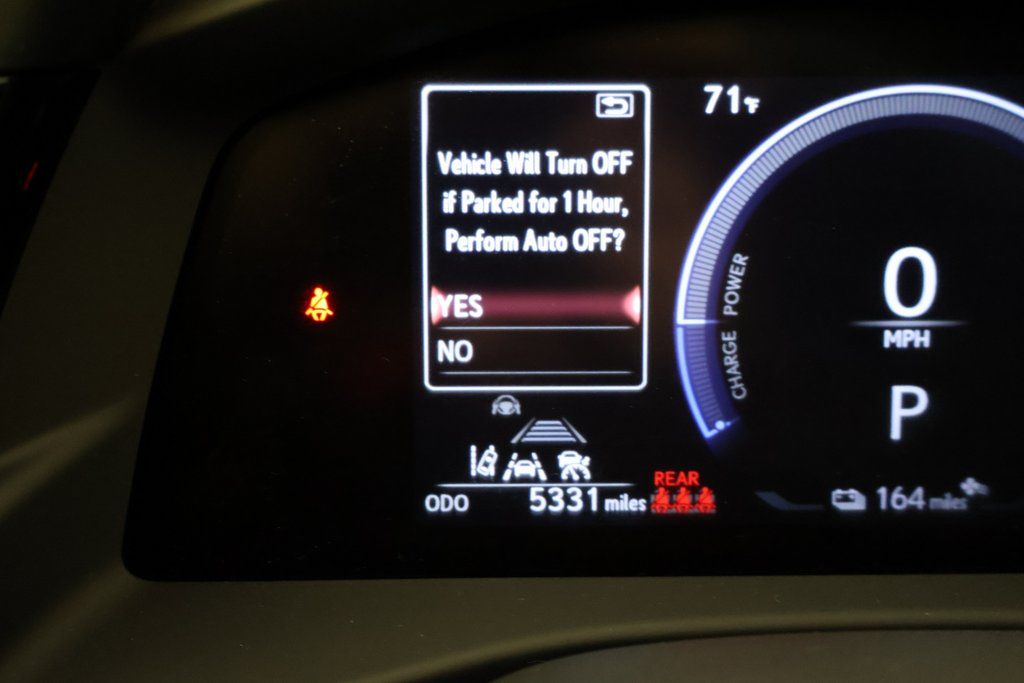 71°F
Vehicle Will Turn OFF
if Parked for 1 Hour,
Perform Auto OFF?
YES
NO
POWER
CHARGE
0
MPH
P
REAR
ODO 5331 miles
164 miles